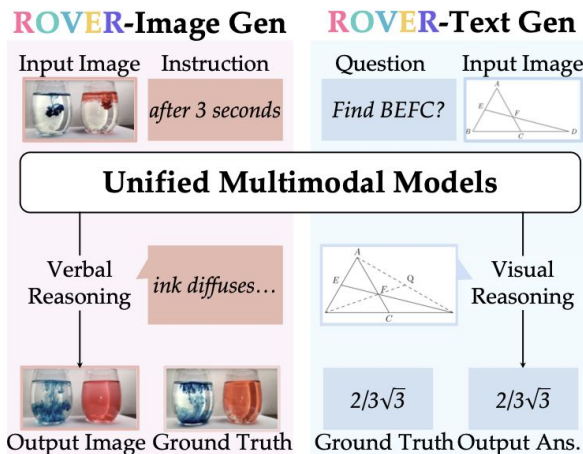 ROVER-Image Gen
ROVER-Text Gen
Input Image
Instruction
Question
Input Image
after 3 seconds
Find BEFC?
A
E
F
B
C
D
Unified Multimodal Models
Verbal
Reasoning
ink diffuses...
A
Q
E
F
C
Visual
Reasoning
2/3√3
2/3√3
Output Image
Ground Truth
Ground Truth
Output Ans.